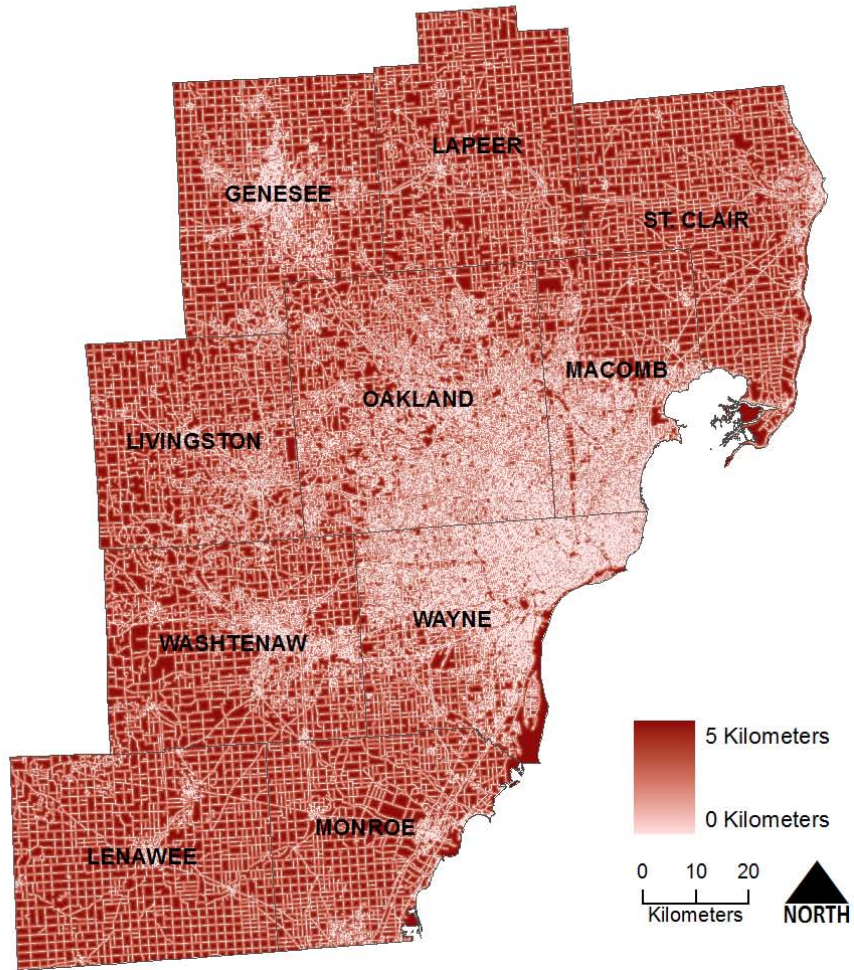 LAPEER
GENESEE
ST. CLAIR
MACOMB
OAKLAND
LIVINGSTON
WAYNE
WASHTENAW
5 Kilometers
0 Kilometers
MONROE
LENAWEE
0 10 20
Kilometers
NORTH